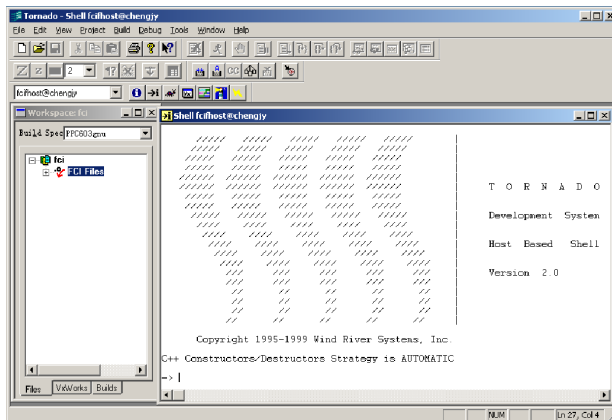 Tornado - Shell fcifhost@chengjy
File Edit View Project Build Debug Tools Window Help
2
fcifhost@chengjy
Workspace: fci
Build Spec PPC603gnu
fci
FCI Files
Files VxWorks Builds
Shell fcifhost@chengjy
T O R N A D O
Development System
Host Based Shell
Version 2.0
Copyright 1995-1999 Wind River Systems, Inc.
C++ Constructors/Destructors Strategy is AUTOMATIC
->
NUM Ln 27, Col 4